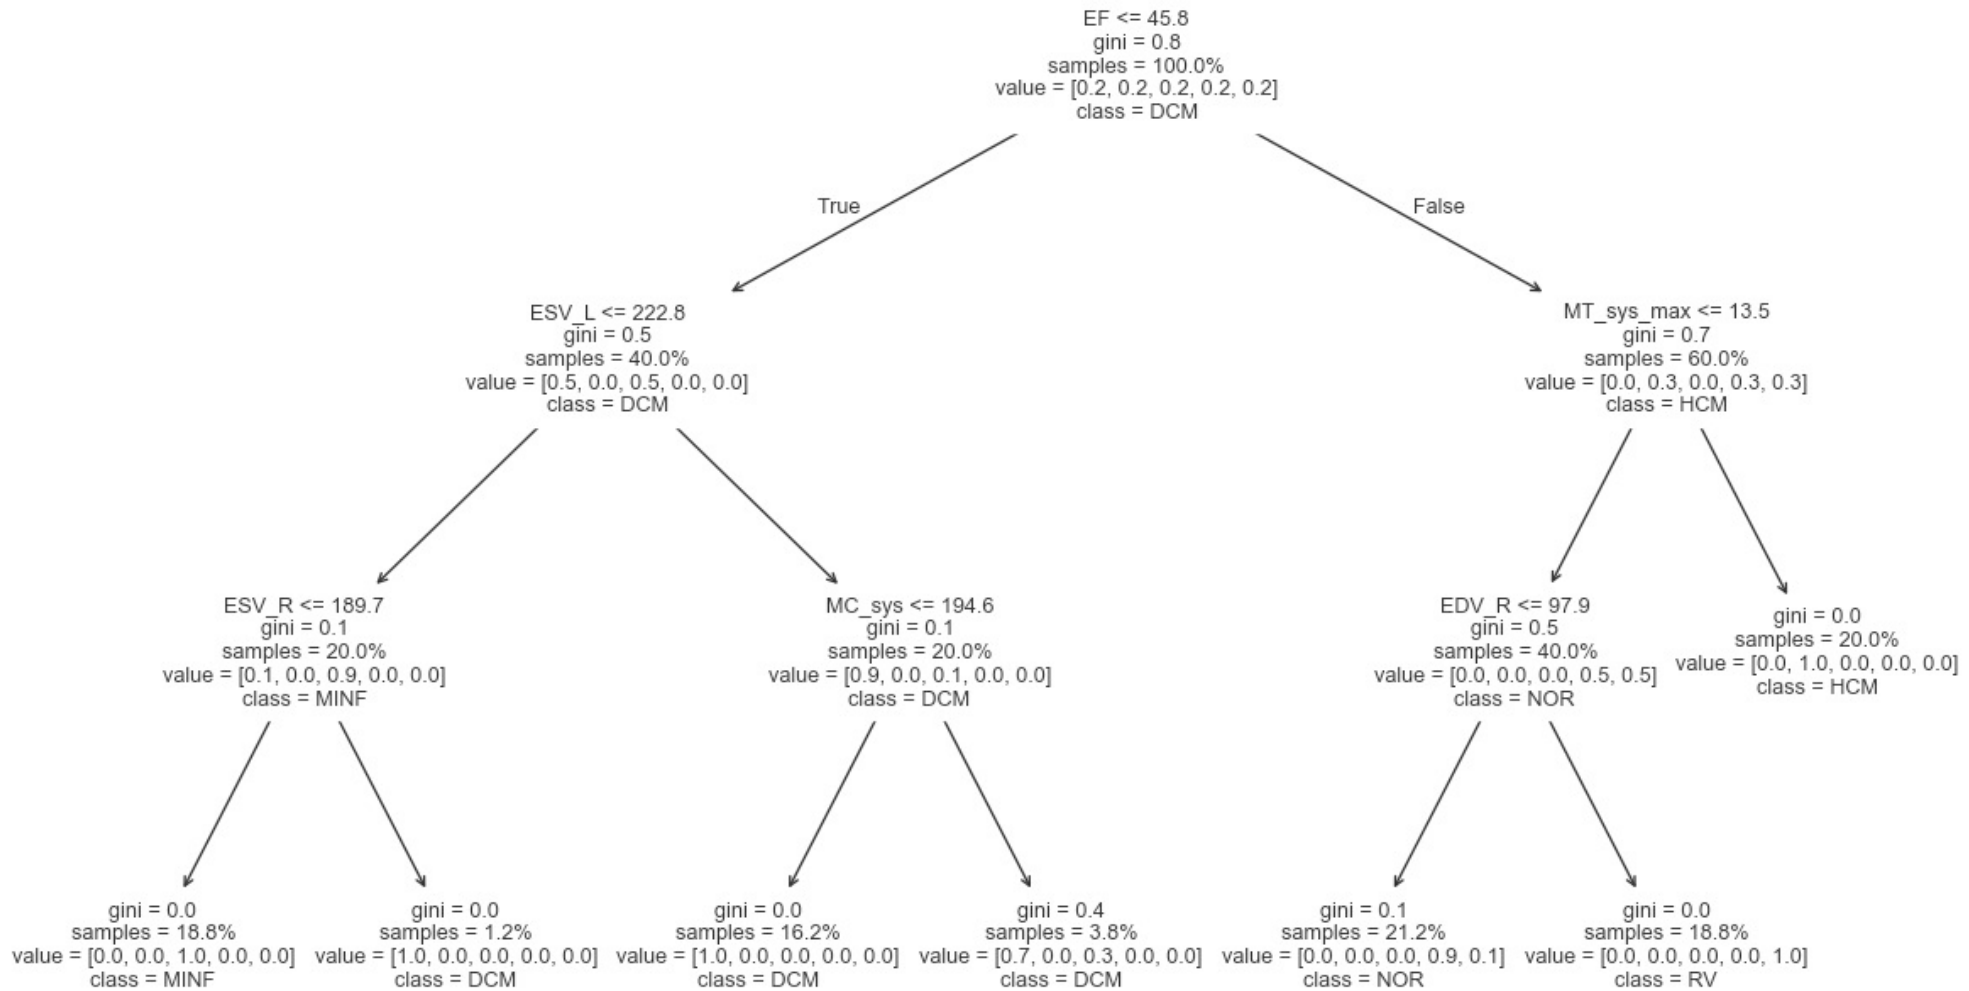 EF <= 45.8
gini = 0.8
samples = 100.0%
value = [0.2, 0.2, 0.2, 0.2, 0.2]
class = DCM
True
False
ESV_L <= 222.8
gini = 0.5
samples = 40.0%
value = [0.5, 0.0, 0.5, 0.0, 0.0]
class = DCM
MT_sys_max <= 13.5
gini = 0.7
samples = 60.0%
value = [0.0, 0.3, 0.0, 0.3, 0.3]
class = HCM
ESV_R <= 189.7
gini = 0.1
samples = 20.0%
value = [0.1, 0.0, 0.9, 0.0, 0.0]
class = MINF
MC_sys <= 194.6
gini = 0.1
samples = 20.0%
value = [0.9, 0.0, 0.1, 0.0, 0.0]
class = DCM
EDV_R <= 97.9
gini = 0.5
samples = 40.0%
value = [0.0, 0.0, 0.0, 0.5, 0.5]
class = NOR
gini = 0.0
samples = 20.0%
value = [0.0, 1.0, 0.0, 0.0, 0.0]
class = HCM
gini = 0.0
samples = 18.8%
value = [0.0, 0.0, 1.0, 0.0, 0.0]
class = MINF
gini = 0.0
samples = 1.2%
value = [1.0, 0.0, 0.0, 0.0, 0.0]
class = DCM
gini = 0.0
samples = 16.2%
value = [1.0, 0.0, 0.0, 0.0, 0.0]
class = DCM
gini = 0.4
samples = 3.8%
value = [0.7, 0.0, 0.3, 0.0, 0.0]
class = DCM
gini = 0.1
samples = 21.2%
value = [0.0, 0.0, 0.0, 0.9, 0.1]
class = NOR
gini = 0.0
samples = 18.8%
value = [0.0, 0.0, 0.0, 0.0, 1.0]
class = RV